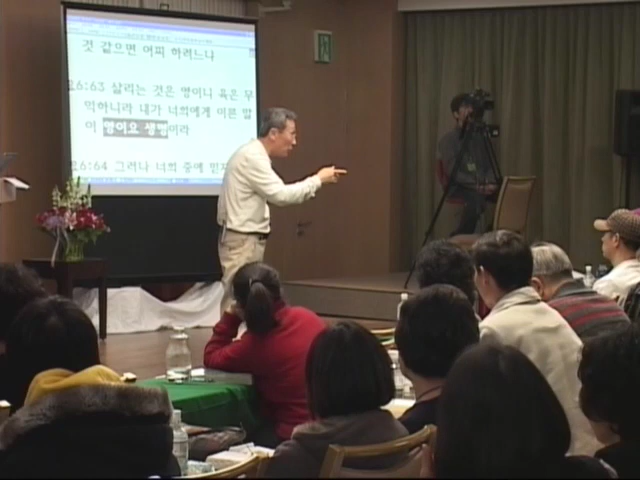 것 같으면 어찌 하려느냐
6:63 살리는 것은 영이니 육은 무
익하니라 내가 너희에게 이른 말
이 영이요 생명이라
6:64 그러나 너희 중에 믿지